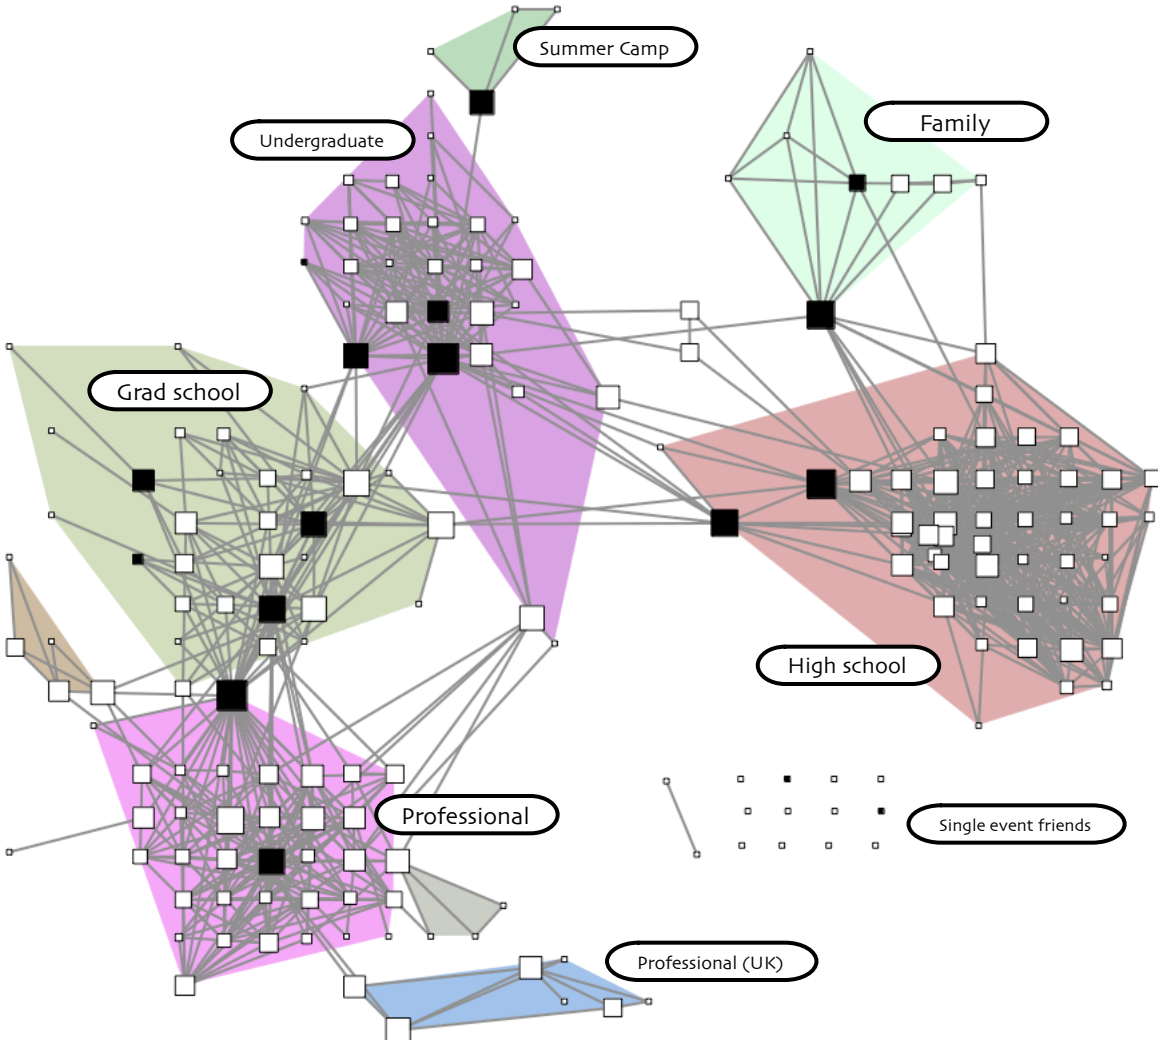 Summer Camp
Family
Undergraduate
Grad school
High school
Professional
Single event friends
Professional (UK)